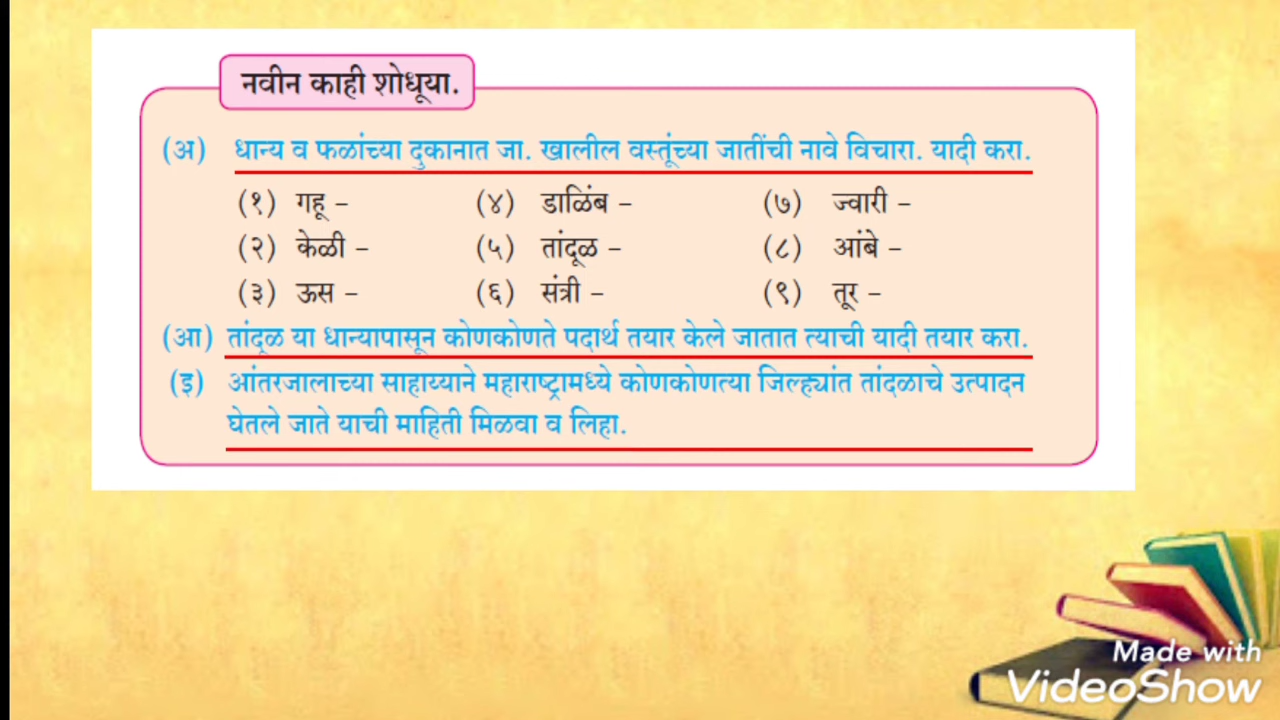 नवीन काही शोधूया.
(अ) धान्य व फळांच्या दुकानात जा. खालील वस्तूंच्या जातींची नावे विचारा. यादी करा.
(१) गहू – (४) डाळिंब – (७) ज्वारी –
(२) केळी – (५) तांदूळ – (८) आंबे –
(३) ऊस – (६) संत्री – (९) तूर –
(आ) तांदूळ या धान्यापासून कोणकोणते पदार्थ तयार केले जातात त्याची यादी तयार करा.
(इ) आंतरजालाच्या साहाय्याने महाराष्ट्रामध्ये कोणकोणत्या जिल्ह्यांत तांदळाचे उत्पादन
घेतले जाते याची माहिती मिळवा व लिहा.
Made with
VideoShow